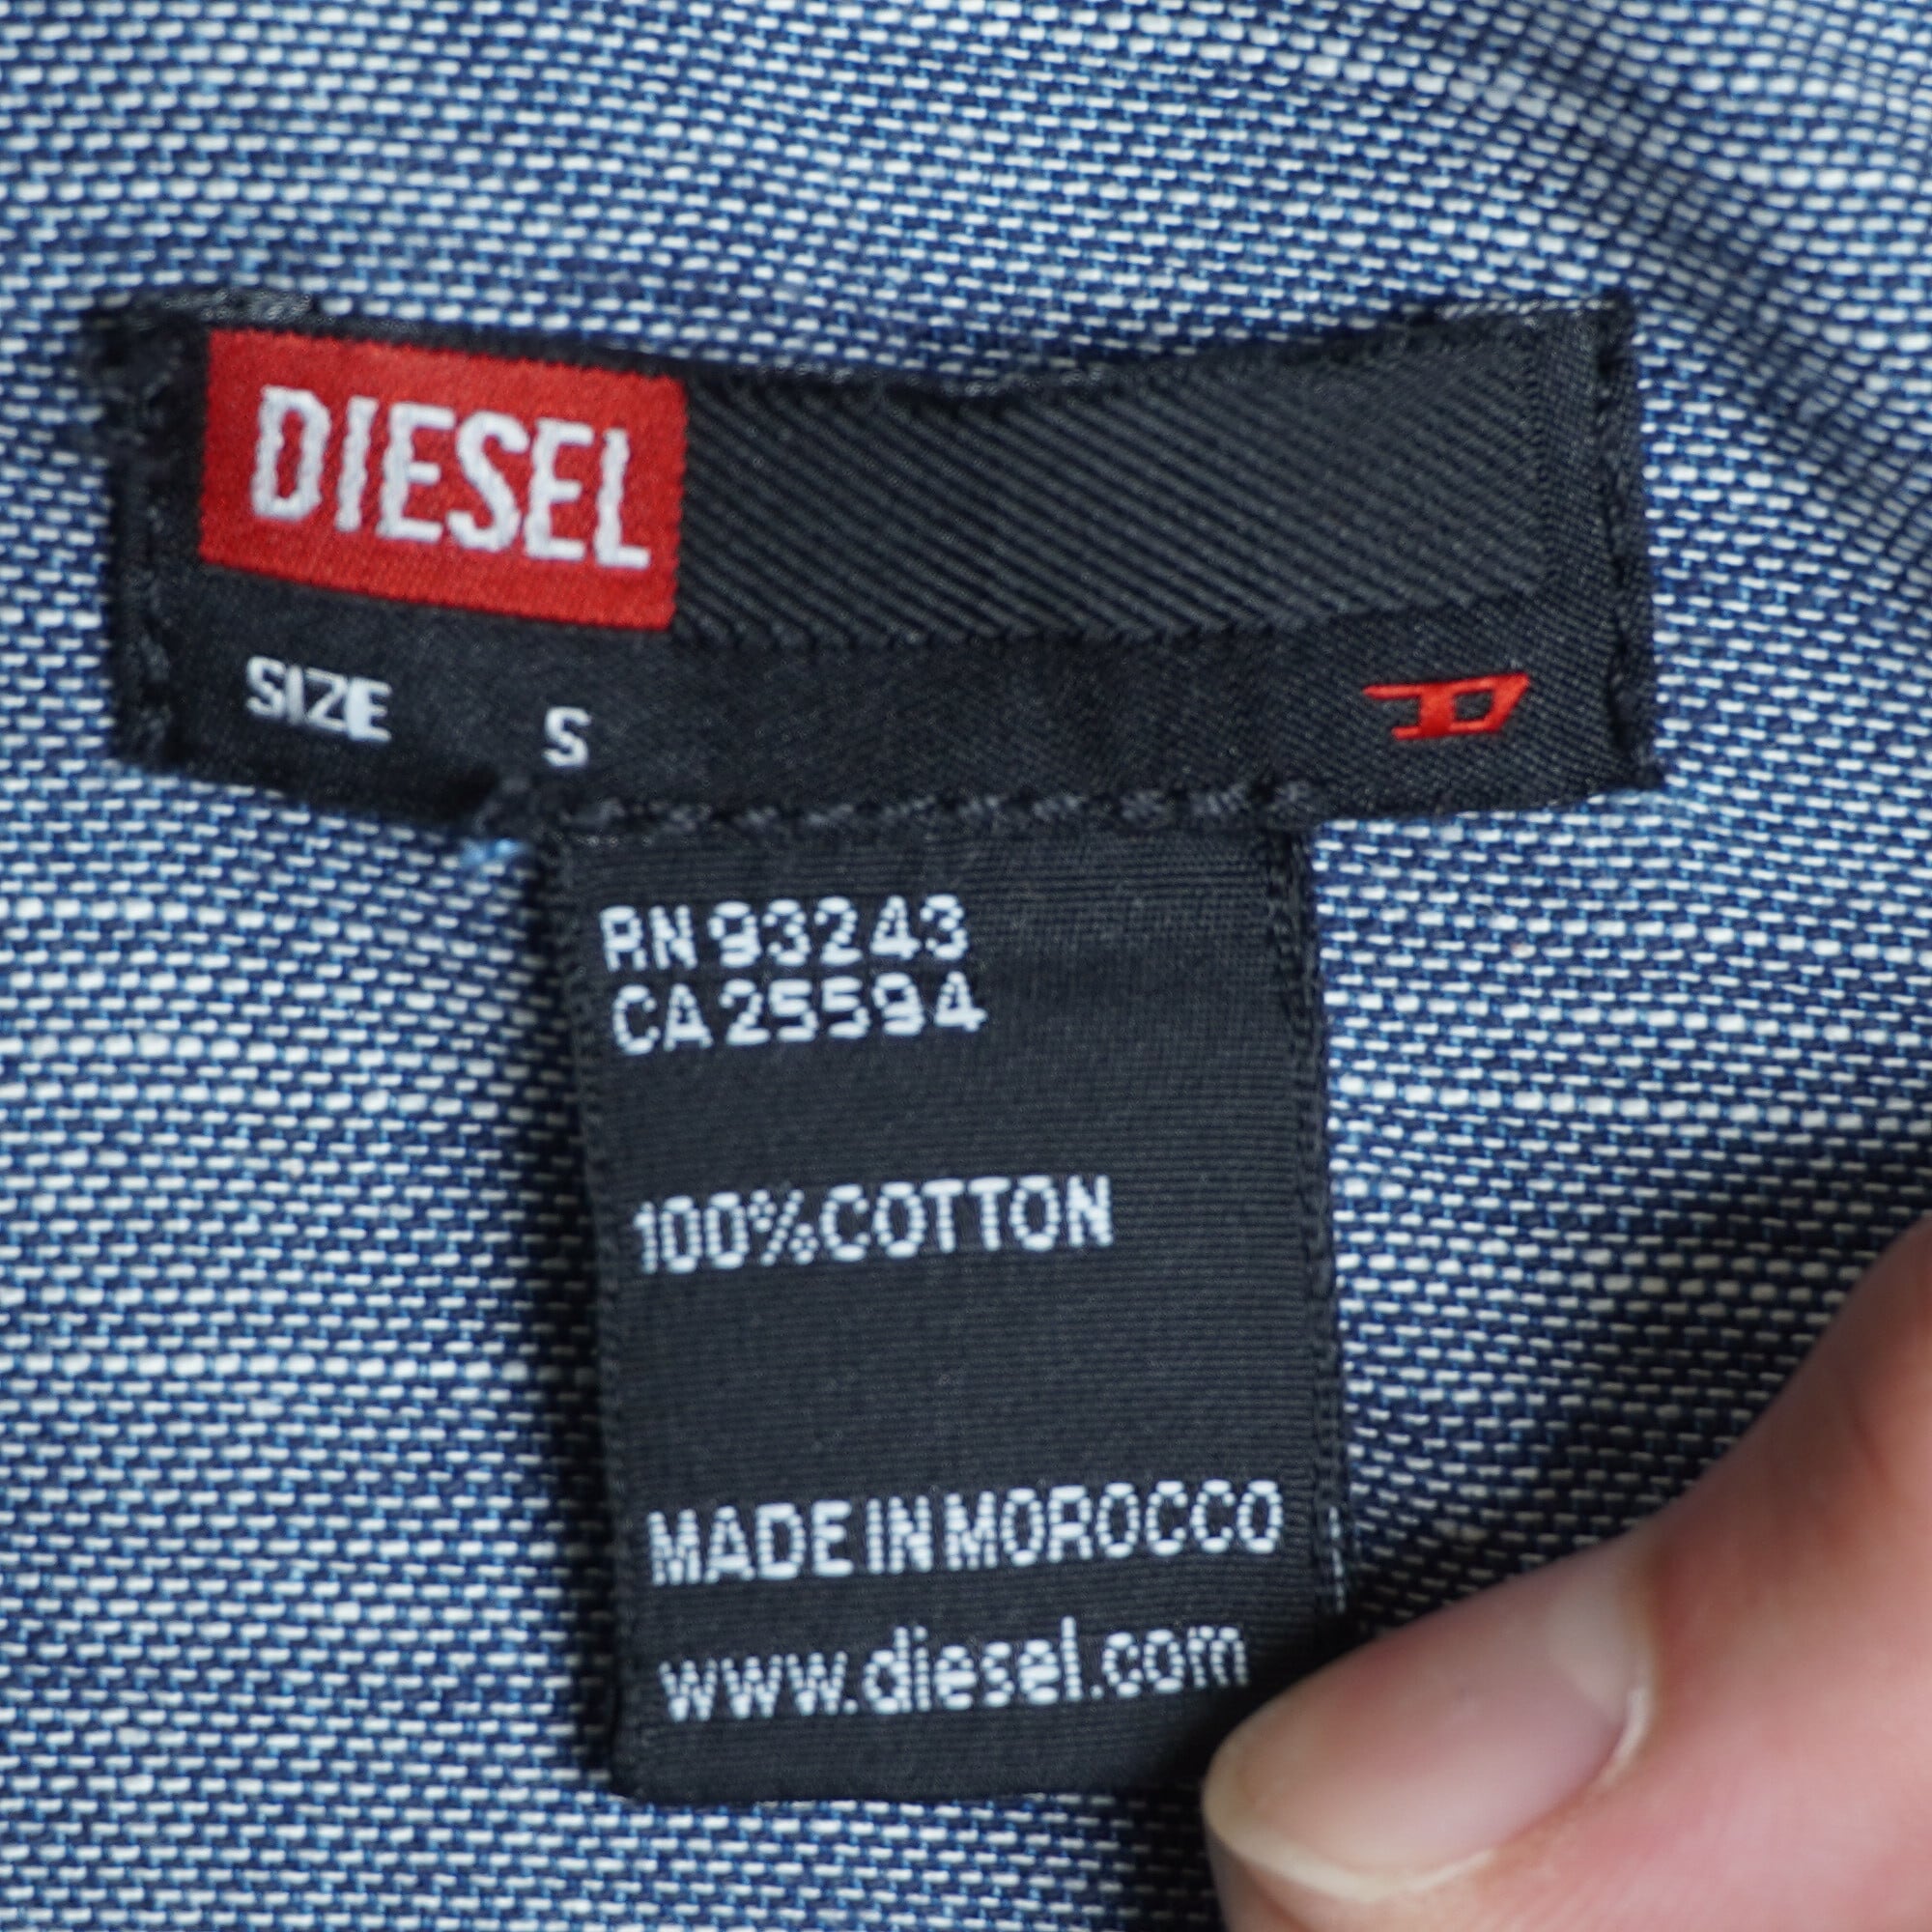 DIESEL
SIZE S
RN 93243
CA 25594
100% COTTON
MADE IN MOROCCO
www.diesel.com